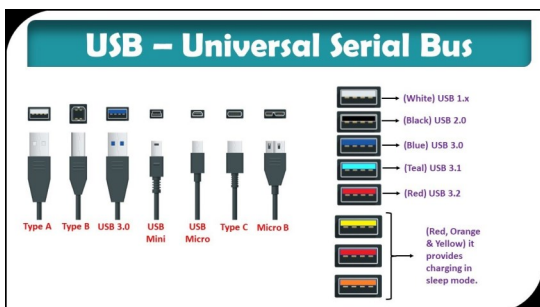 USB – Universal Serial Bus
(White) USB 1.x
(Black) USB 2.0
(Blue) USB 3.0
(Teal) USB 3.1
(Red) USB 3.2
Type A
Type B
USB 3.0
USB
Mini
USB
Micro
Type C
Micro B
(Red, Orange
& Yellow) it
provides
charging in
sleep mode.